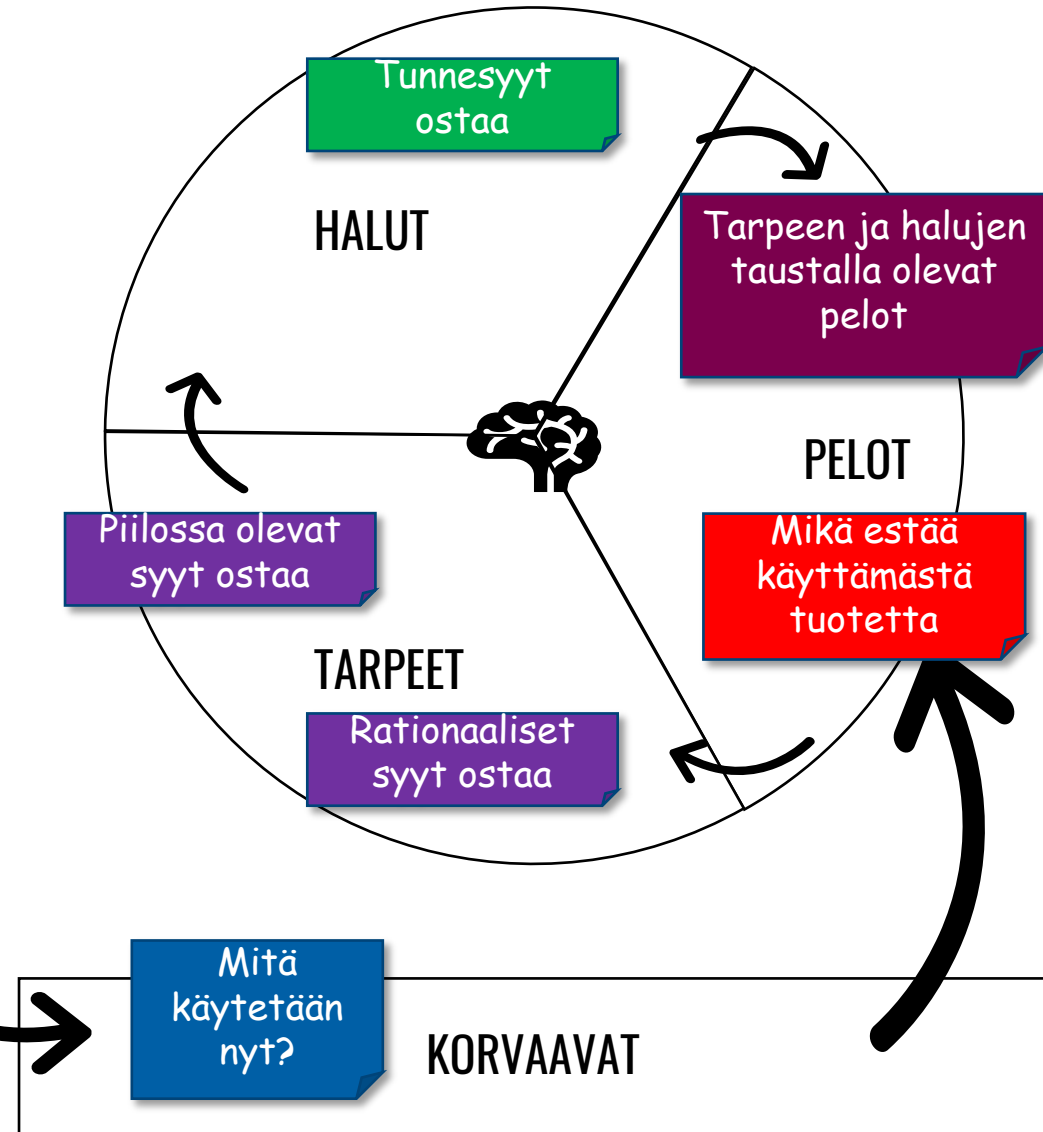 Tunnesyyt
ostaa
HALUT
Tarpeen ja halujen
taustalla olevat
pelot
PELOT
Piilossa olevat
syyt ostaa
Mikä estää
käyttämästä
tuotetta
TARPEET
Rationaaliset
syyt ostaa
Mitä
käytetään
nyt?
KORVAAVAT